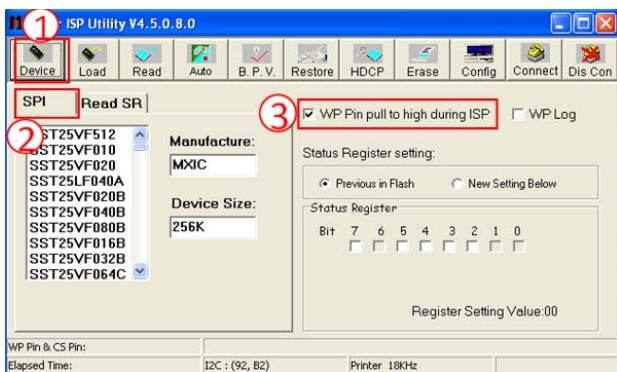 ISP Utility V4.5.0.8.0
1
Device Load Read Auto B.P.V. Restore HDCP Erase Config Connect Dis Con
SPI Read SR
2
3
WP Pin pull to high during ISP WP Log
SST25VF512
SST25VF010
SST25VF020
SST25LF040A
SST25VF020B
SST25VF040B
SST25VF080B
SST25VF016B
SST25VF032B
SST25VF064C
Manufacture:
MXIC
Device Size:
256K
Status Register setting:
Previous in Flash New Setting Below
Status Register
Bit 7 6 5 4 3 2 1 0
Register Setting Value:00
WP Pin & CS Pin:
Elapsed Time: I2C : (92, B2) Printer 18KHz